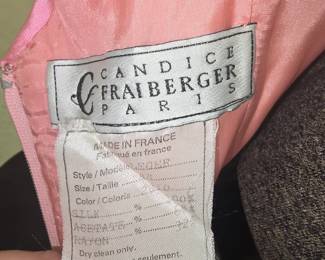 CANDICE
FRAIBERGER
PARIS
MADE IN FRANCE
Fabriqué en france
Style / Modèle
Size / Taille
Color / Coloris
SILK %
ACETATE %
RAYON %
Dry clean only.
seulement.